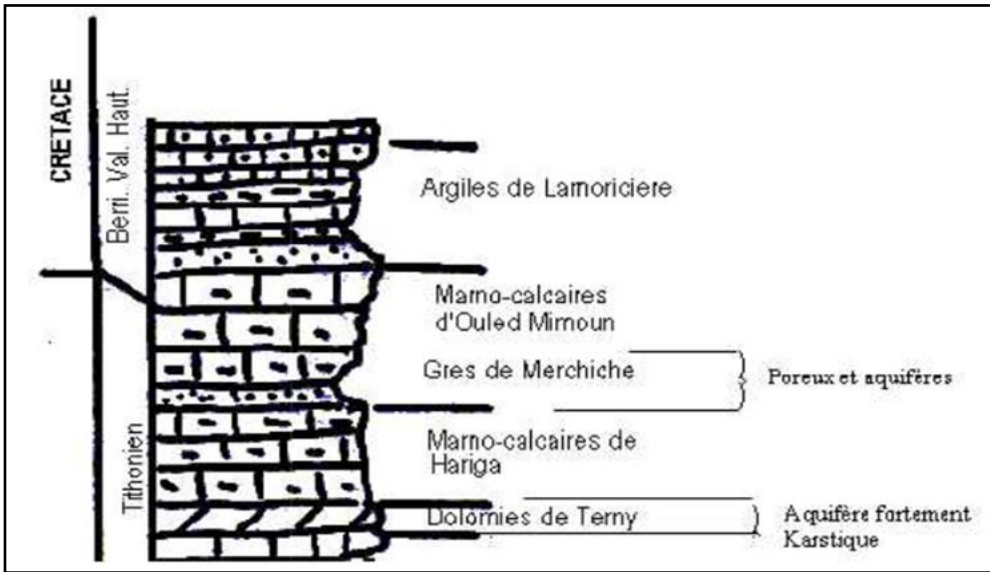 CRETACE
Berri. Val. Haut.
Tithonien
Argiles de Lamoriciere
Marno-calcaires
d'Ouled Mimoun
Gres de Merchiche
Poreux et aquifères
Marno-calcaires de
Hariga
Dolomies de Terny
Aquifère fortement
Karstique